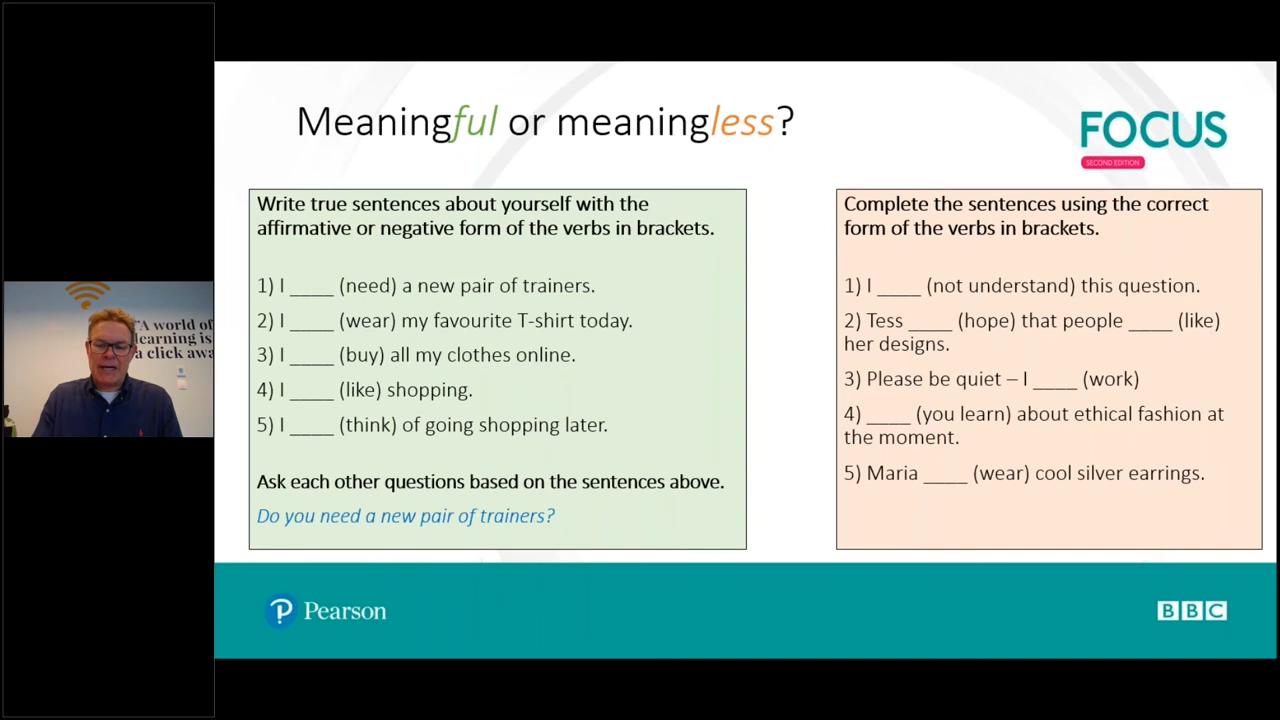 Meaningful or meaningless?
FOCUS
SECOND EDITION
Write true sentences about yourself with the
affirmative or negative form of the verbs in brackets.
1) I ____ (need) a new pair of trainers.
2) I ____ (wear) my favourite T-shirt today.
3) I ____ (buy) all my clothes online.
4) I ____ (like) shopping.
5) I ____ (think) of going shopping later.
Ask each other questions based on the sentences above.
Do you need a new pair of trainers?
Complete the sentences using the correct
form of the verbs in brackets.
1) I ____ (not understand) this question.
2) Tess ____ (hope) that people ____ (like)
her designs.
3) Please be quiet – I ____ (work)
4) ____ (you learn) about ethical fashion at
the moment.
5) Maria ____ (wear) cool silver earrings.
"A world of
learning is
a click awa
Pearson
BBC